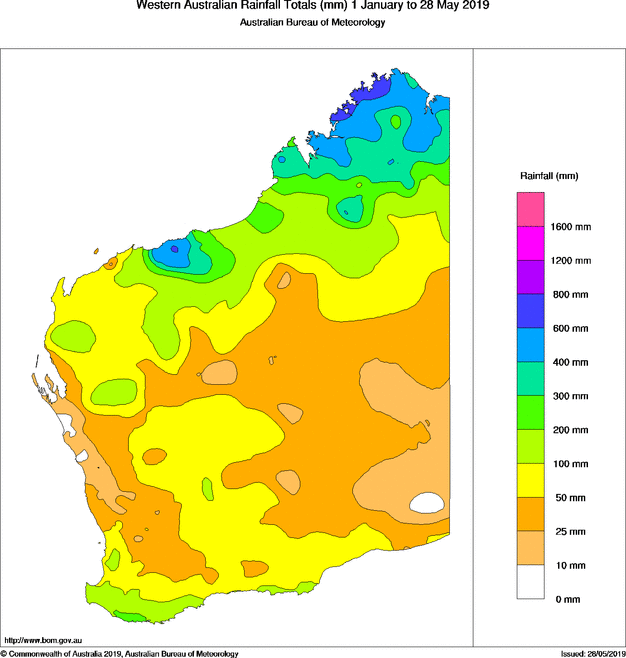 Western Australian Rainfall Totals (mm) 1 January to 28 May 2019
Australian Bureau of Meteorology
Rainfall (mm)
1600 mm
1200 mm
800 mm
600 mm
400 mm
300 mm
200 mm
100 mm
50 mm
25 mm
10 mm
0 mm
http://www.bom.gov.au
© Commonwealth of Australia 2019, Australian Bureau of Meteorology
Issued: 28/05/2019